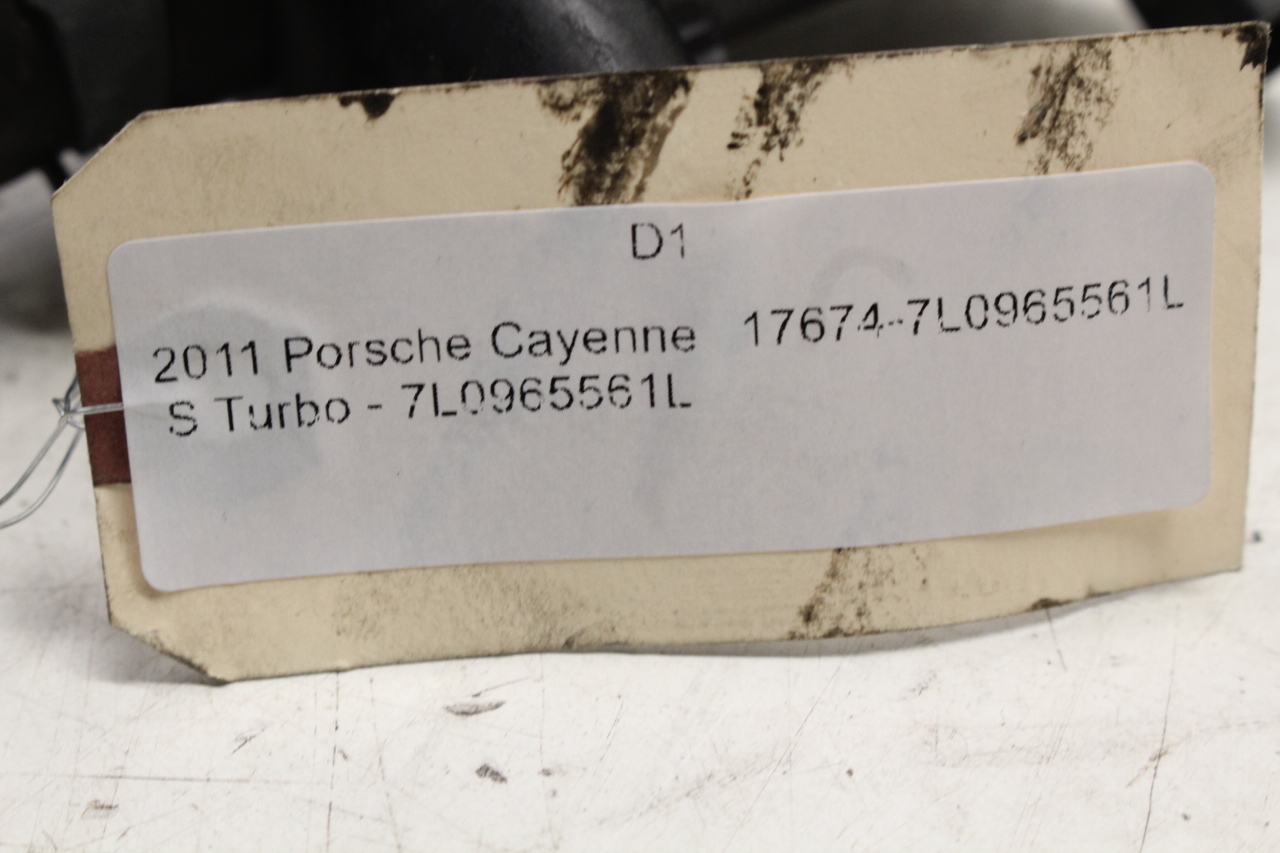 D1
2011 Porsche Cayenne 17674-7L0965561L
S Turbo - 7L0965561L